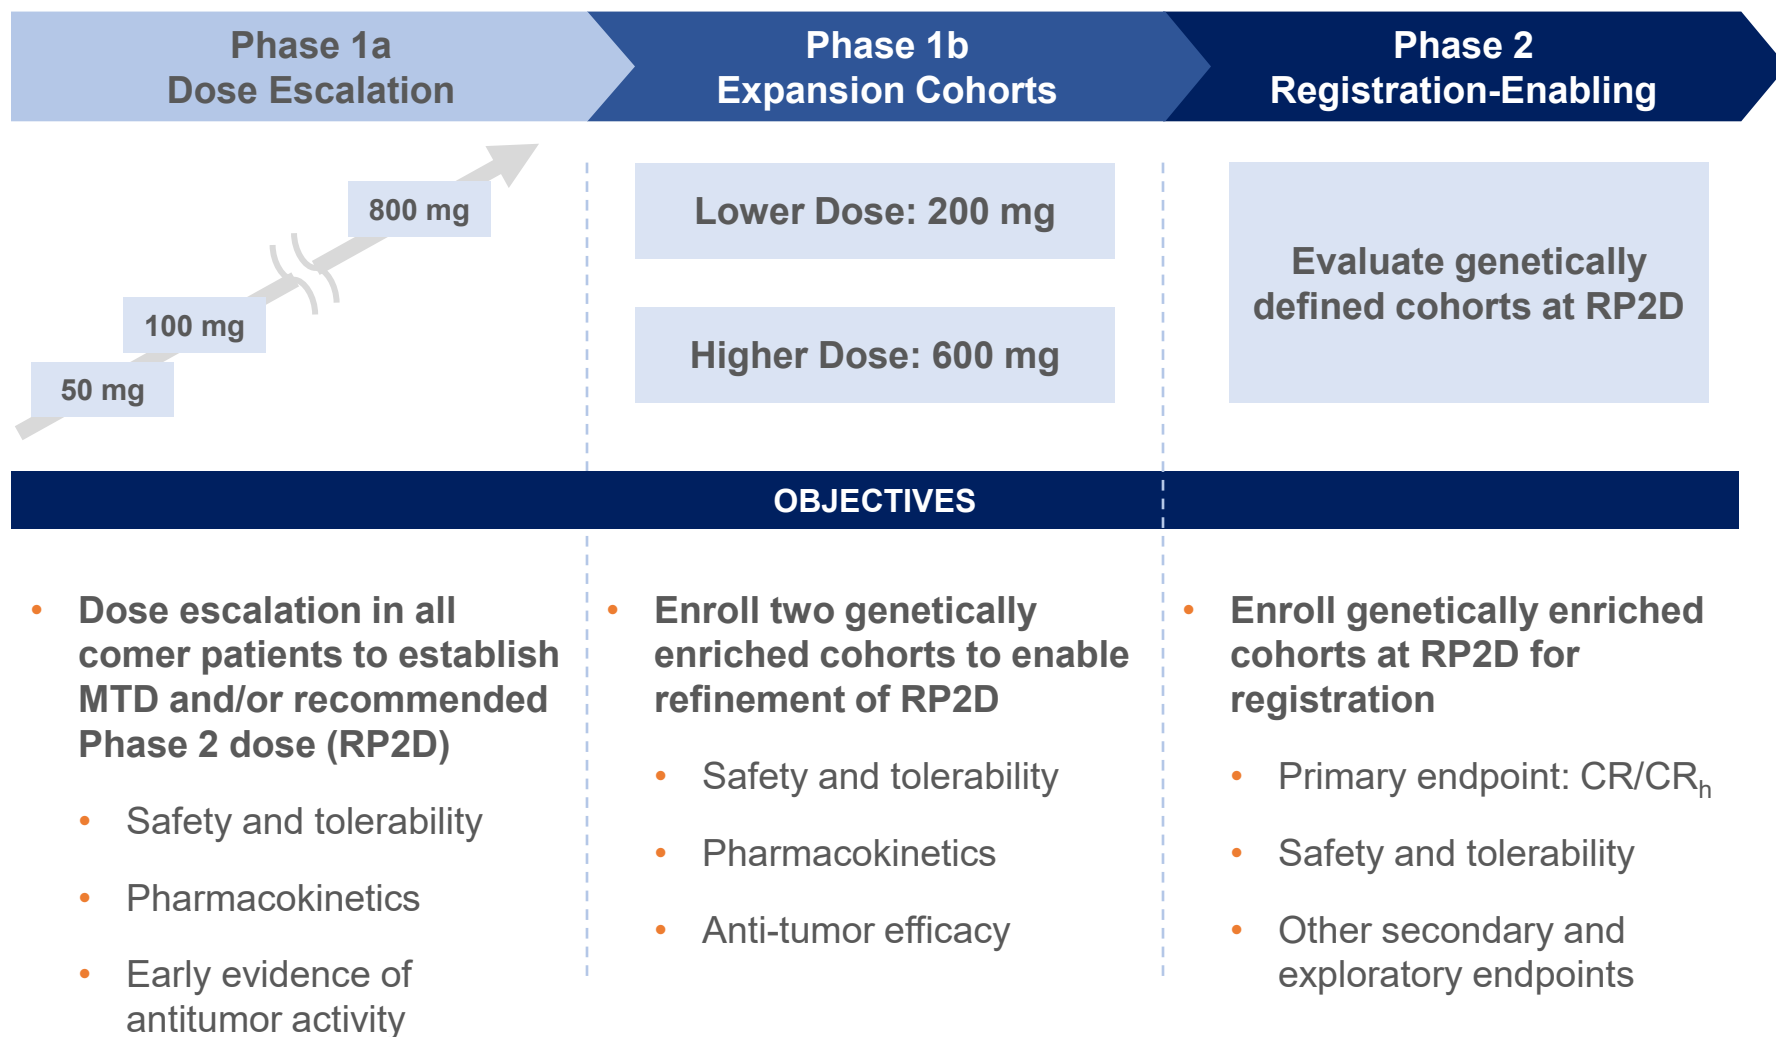 Phase 1a
Dose Escalation
Phase 1b
Expansion Cohorts
Phase 2
Registration-Enabling
800 mg
100 mg
50 mg
Lower Dose: 200 mg
Higher Dose: 600 mg
Evaluate genetically
defined cohorts at RP2D
OBJECTIVES
• Dose escalation in all
comer patients to establish
MTD and/or recommended
Phase 2 dose (RP2D)
• Safety and tolerability
• Pharmacokinetics
• Early evidence of
antitumor activity
• Enroll two genetically
enriched cohorts to enable
refinement of RP2D
• Safety and tolerability
• Pharmacokinetics
• Anti-tumor efficacy
• Enroll genetically enriched
cohorts at RP2D for
registration
• Primary endpoint: CR/CRh
• Safety and tolerability
• Other secondary and
exploratory endpoints